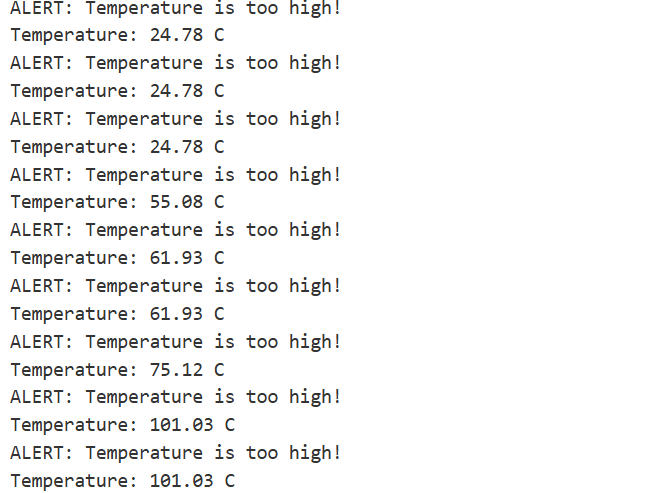 ALERT: Temperature is too high!
Temperature: 24.78 C
ALERT: Temperature is too high!
Temperature: 24.78 C
ALERT: Temperature is too high!
Temperature: 24.78 C
ALERT: Temperature is too high!
Temperature: 55.08 C
ALERT: Temperature is too high!
Temperature: 61.93 C
ALERT: Temperature is too high!
Temperature: 61.93 C
ALERT: Temperature is too high!
Temperature: 75.12 C
ALERT: Temperature is too high!
Temperature: 101.03 C
ALERT: Temperature is too high!
Temperature: 101.03 C